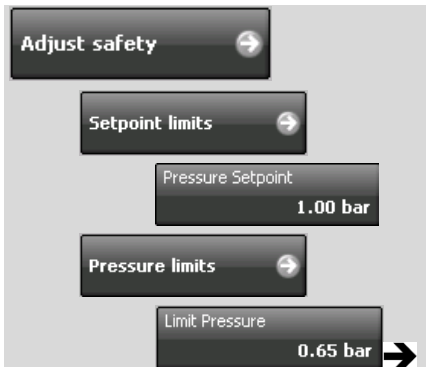 Adjust safety
Setpoint limits
Pressure Setpoint
1.00 bar
Pressure limits
Limit Pressure
0.65 bar